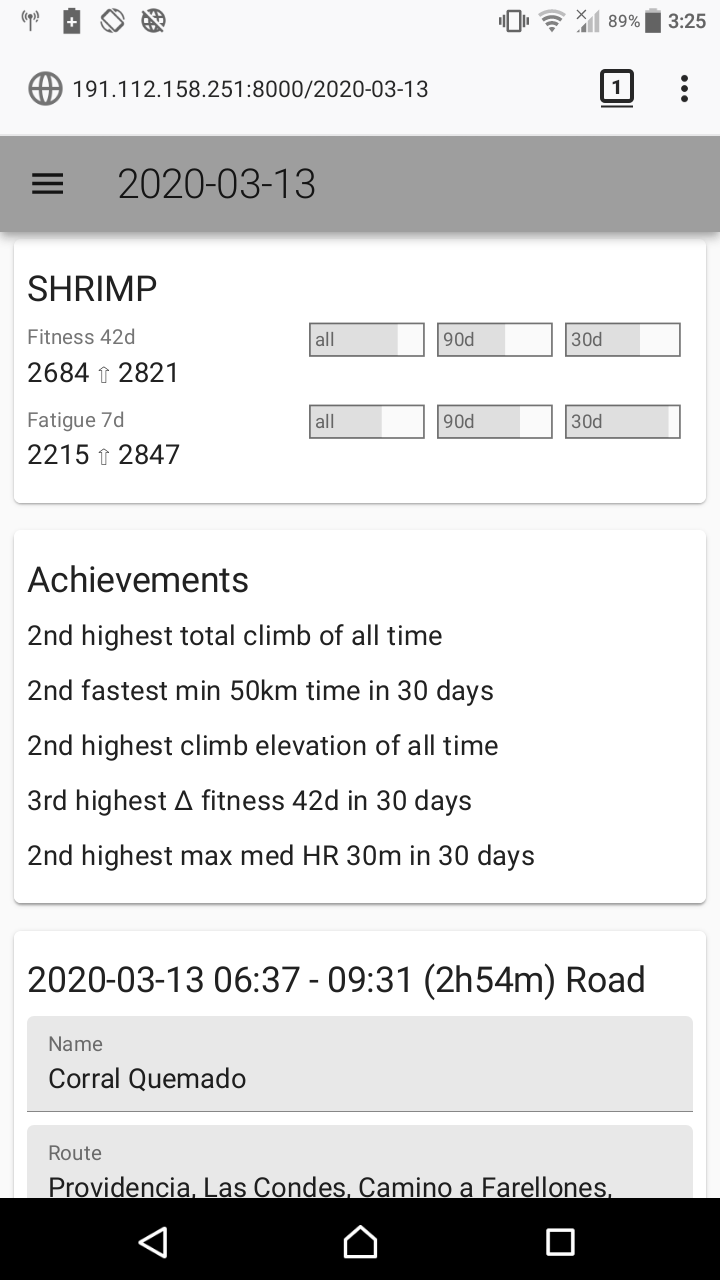 89% 3:25
191.112.158.251:8000/2020-03-13 1
2020-03-13
SHRIMP
Fitness 42d
all 90d 30d
2684 ⇧ 2821
Fatigue 7d
all 90d 30d
2215 ⇧ 2847
Achievements
2nd highest total climb of all time
2nd fastest min 50km time in 30 days
2nd highest climb elevation of all time
3rd highest Δ fitness 42d in 30 days
2nd highest max med HR 30m in 30 days
2020-03-13 06:37 - 09:31 (2h54m) Road
Name
Corral Quemado
Route
Providencia, Las Condes, Camino a Farellones,